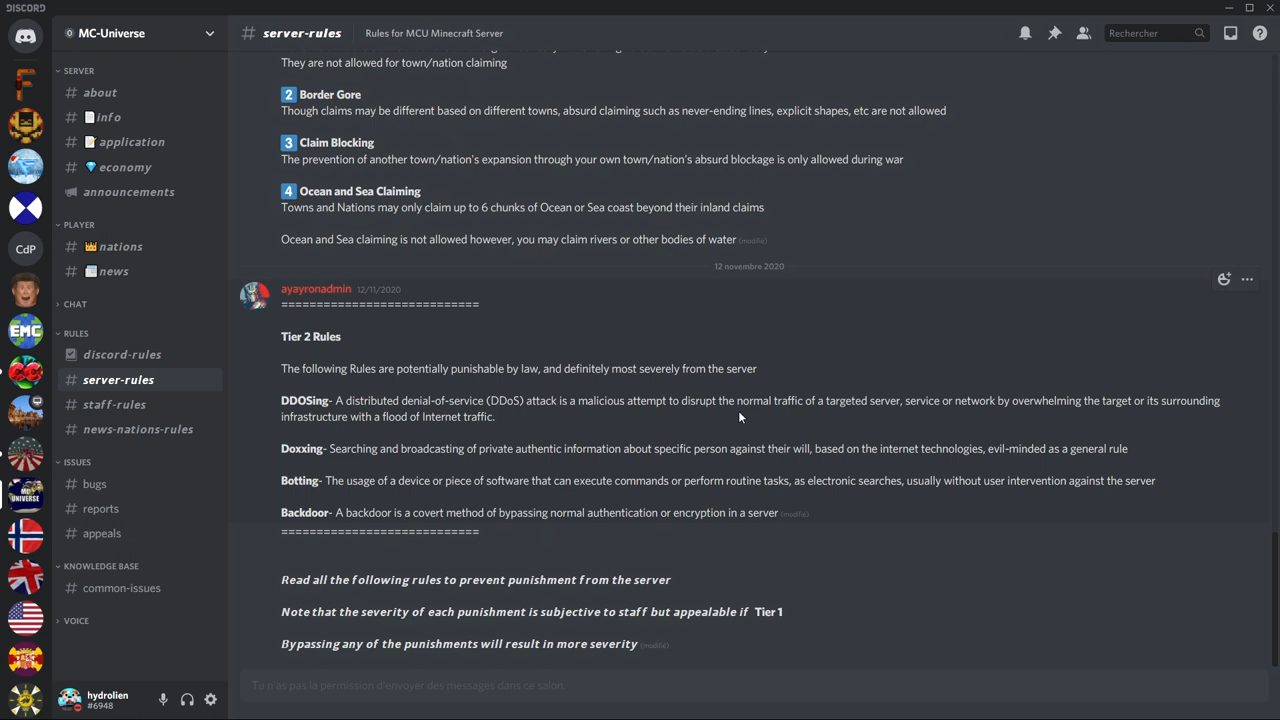 DISCORD
MC-Universe
# server-rules
Rules for MCU Minecraft Server
Rechercher
SERVER
# about
# info
# application
# economy
announcements
PLAYER
# nations
# news
CHAT
RULES
discord-rules
# server-rules
# staff-rules
# news-nations-rules
ISSUES
# bugs
# reports
# appeals
KNOWLEDGE BASE
# common-issues
VOICE
CdP
EMC
MC
UNIVERSE
hydrolien
#6948
They are not allowed for town/nation claiming
2 Border Gore
Though claims may be different based on different towns, absurd claiming such as never-ending lines, explicit shapes, etc are not allowed
3 Claim Blocking
The prevention of another town/nation's expansion through your own town/nation's absurd blockage is only allowed during war
4 Ocean and Sea Claiming
Towns and Nations may only claim up to 6 chunks of Ocean or Sea coast beyond their inland claims
Ocean and Sea claiming is not allowed however, you may claim rivers or other bodies of water (modifié)
12 novembre 2020
ayayronadmin 12/11/2020
============================
Tier 2 Rules
The following Rules are potentially punishable by law, and definitely most severely from the server
DDOSing- A distributed denial-of-service (DDoS) attack is a malicious attempt to disrupt the normal traffic of a targeted server, service or network by overwhelming the target or its surrounding
infrastructure with a flood of Internet traffic.
Doxxing- Searching and broadcasting of private authentic information about specific person against their will, based on the internet technologies, evil-minded as a general rule
Botting- The usage of a device or piece of software that can execute commands or perform routine tasks, as electronic searches, usually without user intervention against the server
Backdoor- A backdoor is a covert method of bypassing normal authentication or encryption in a server (modifié)
============================
Read all the following rules to prevent punishment from the server
Note that the severity of each punishment is subjective to staff but appealable if Tier 1
Bypassing any of the punishments will result in more severity (modifié)
Tu n'as pas la permission d'envoyer des messages dans ce salon.